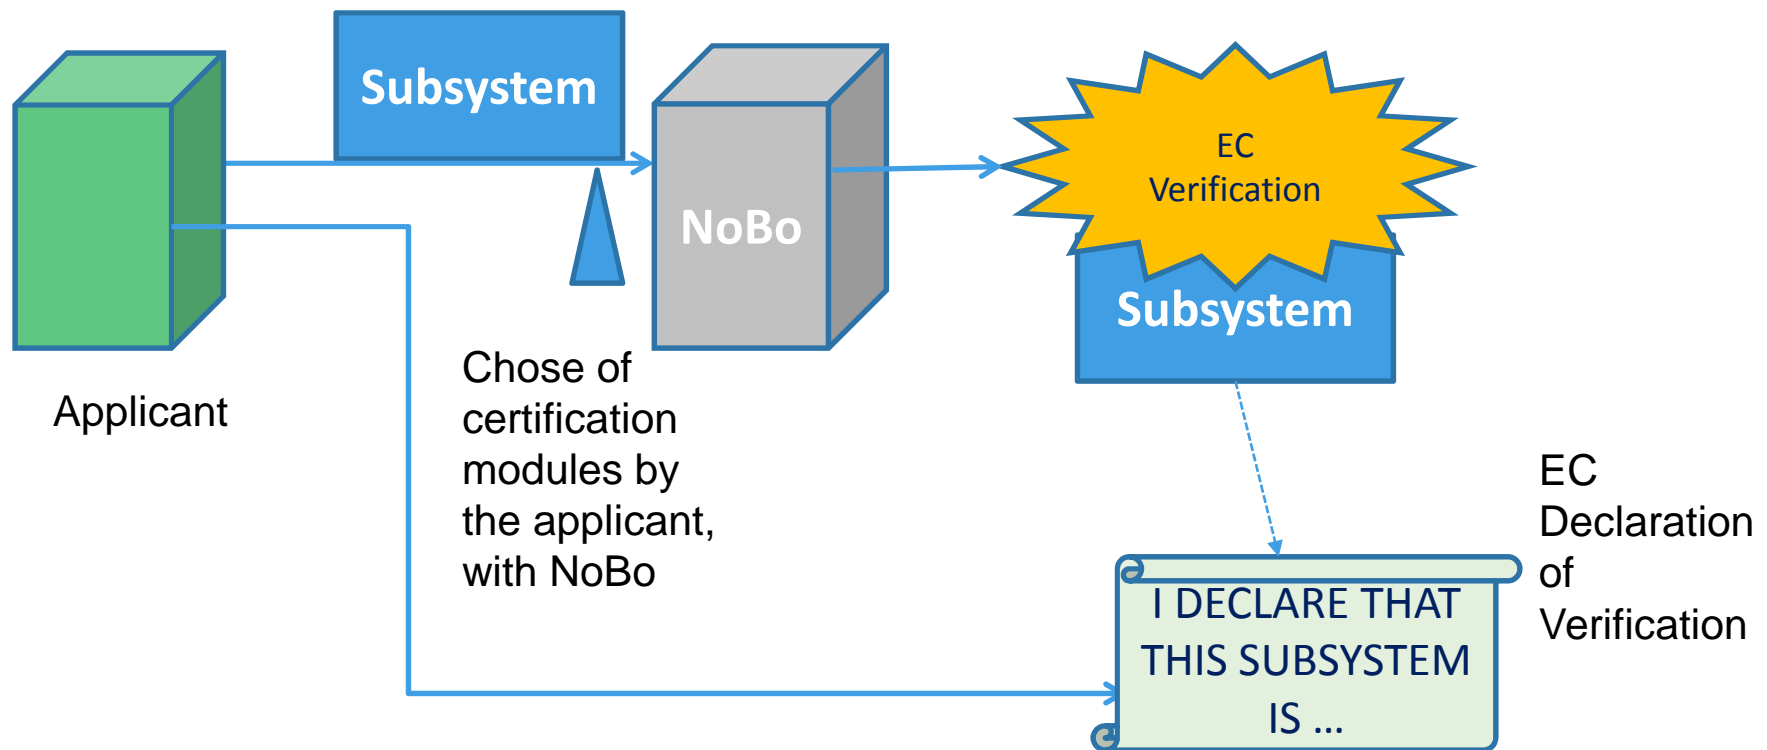 Subsystem
NoBo
EC
Verification
Subsystem
Applicant
Chose of
certification
modules by
the applicant,
with NoBo
EC
Declaration
of
Verification
I DECLARE THAT
THIS SUBSYSTEM
IS ...